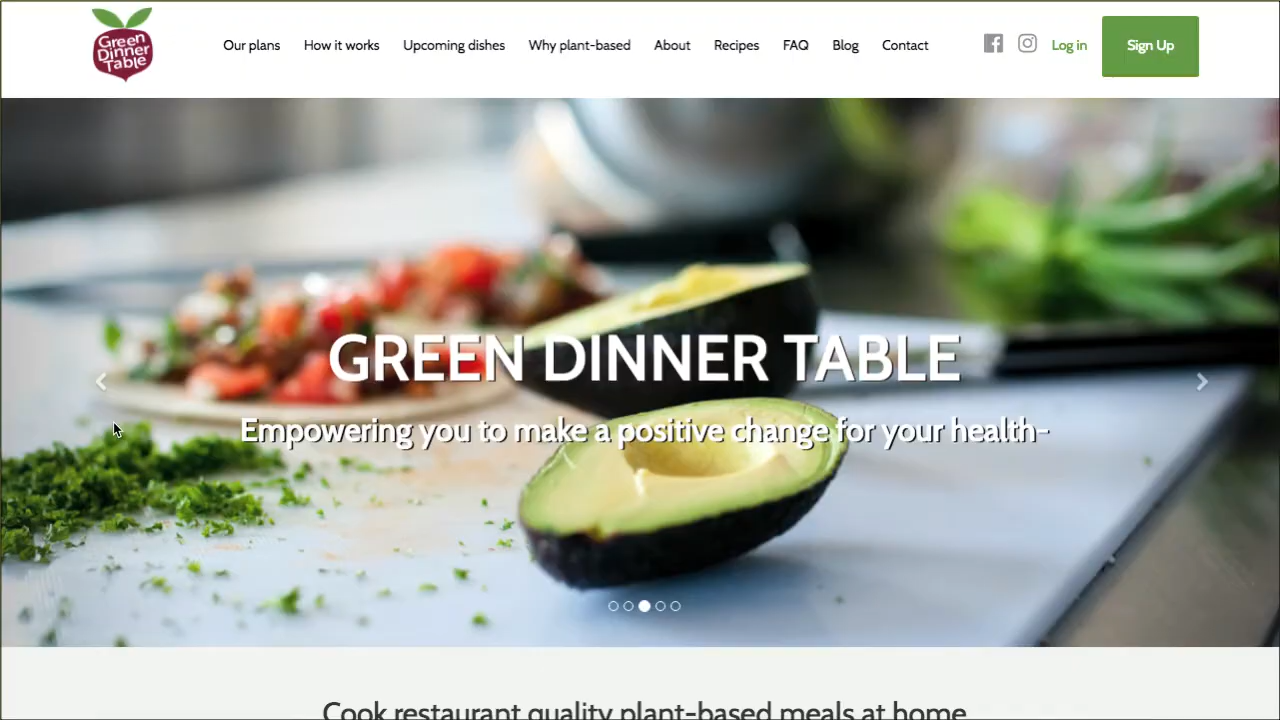 Green
Dinner
Table
Our plans How it works Upcoming dishes Why plant-based About Recipes FAQ Blog Contact Log in Sign Up
GREEN DINNER TABLE
Empowering you to make a positive change for your health-
Cook restaurant quality plant-based meals at home